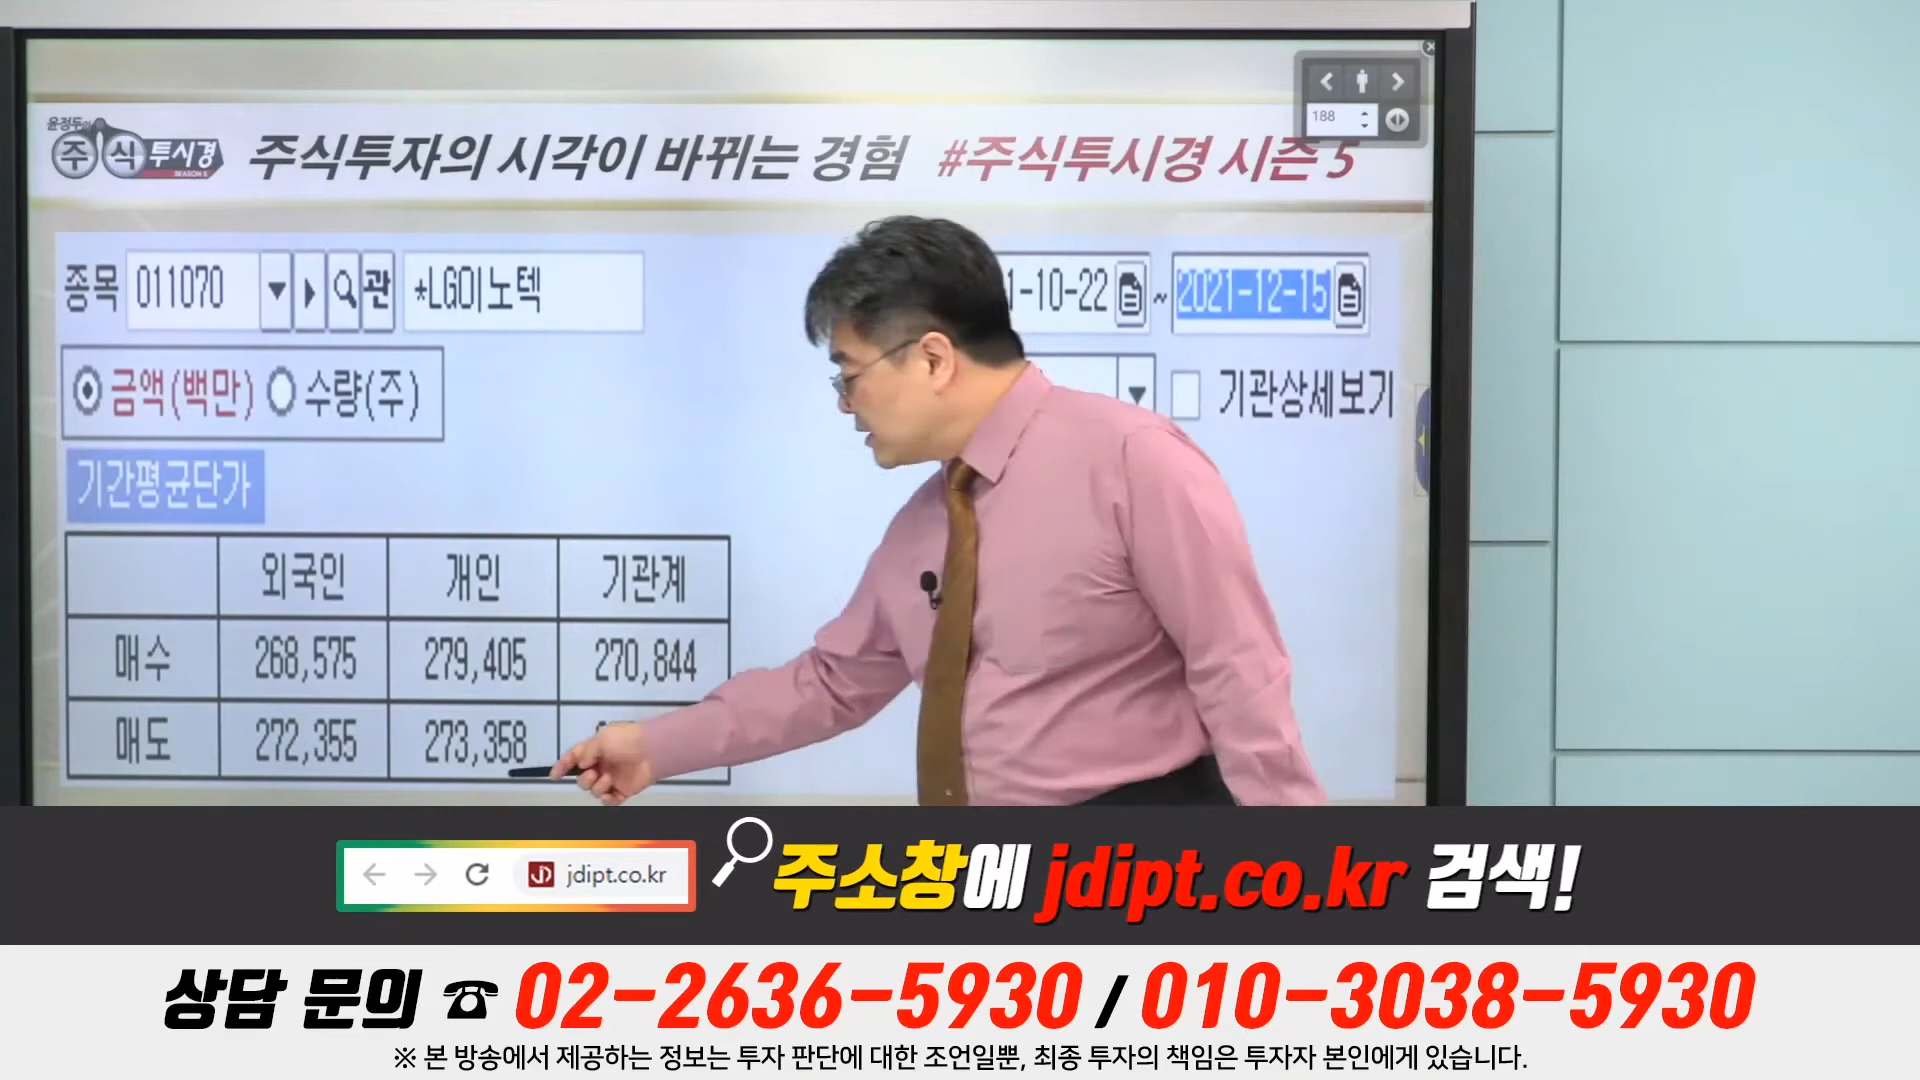 188
윤정두의
주식투시경
SEASON 5
주식투자의 시각이 바뀌는 경험 #주식투시경 시즌 5
종목 011070 관 *LG이노텍 1-10-22 ~ 2021-12-15
금액(백만) 수량(주) 기관상세보기
기간평균단가
외국인 개인 기관계
매수 268,575 279,405 270,844
매도 272,355 273,358
jdipt.co.kr
주소창에 jdipt.co.kr 검색!
상담 문의 ☎ 02-2636-5930 / 010-3038-5930
※ 본 방송에서 제공하는 정보는 투자 판단에 대한 조언일뿐, 최종 투자의 책임은 투자자 본인에게 있습니다.